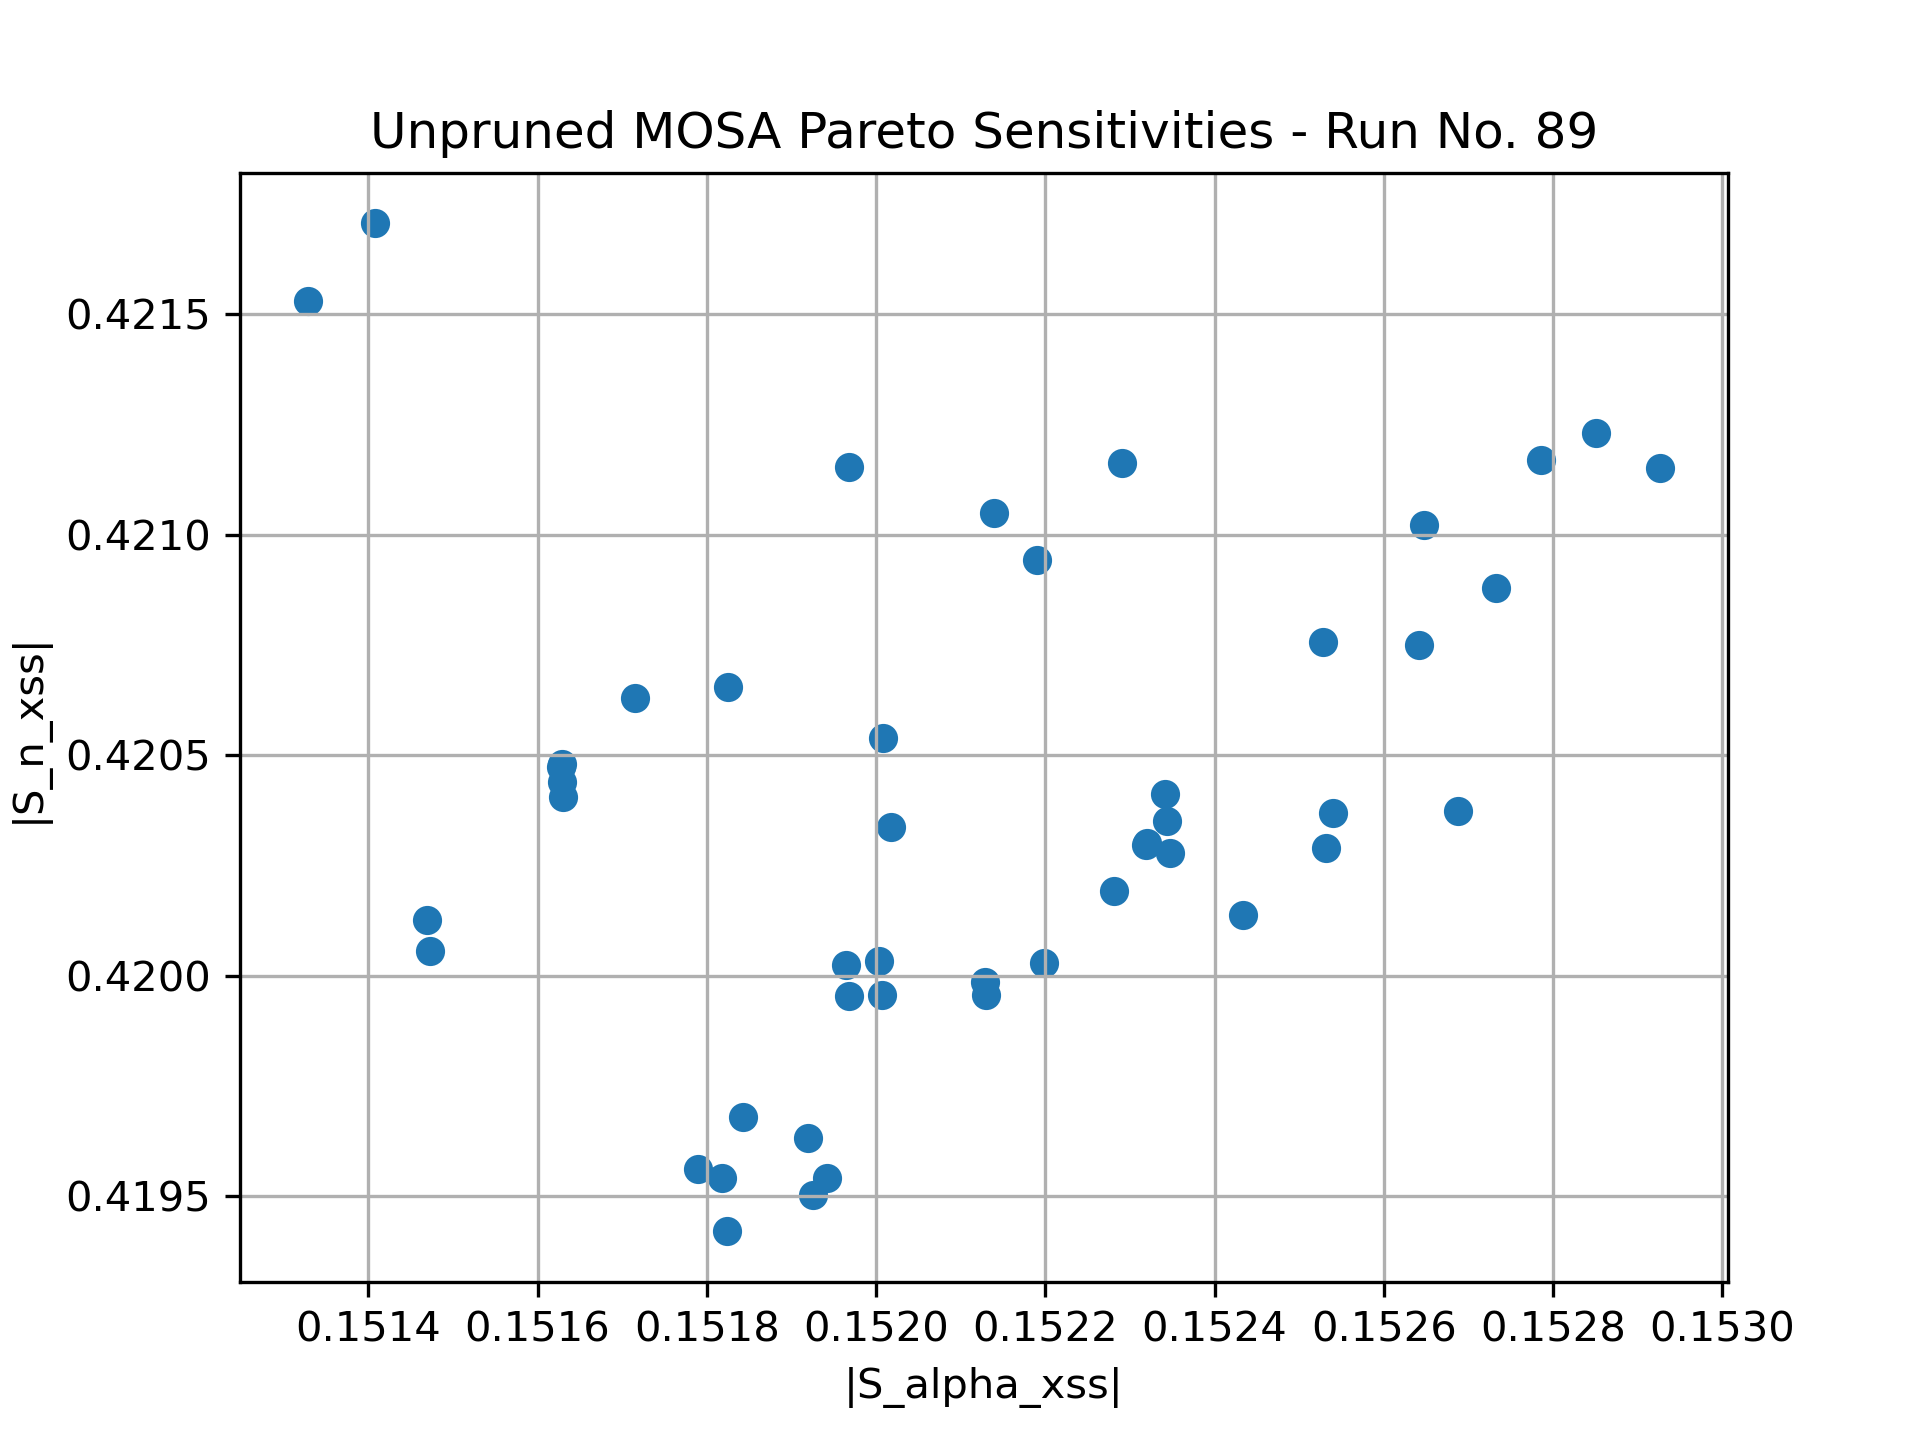 Unpruned MOSA Pareto Sensitivities - Run No. 89
|S_n_xss|
0.4215
0.4210
0.4205
0.4200
0.4195
0.1514 0.1516 0.1518 0.1520 0.1522 0.1524 0.1526 0.1528 0.1530
|S_alpha_xss|